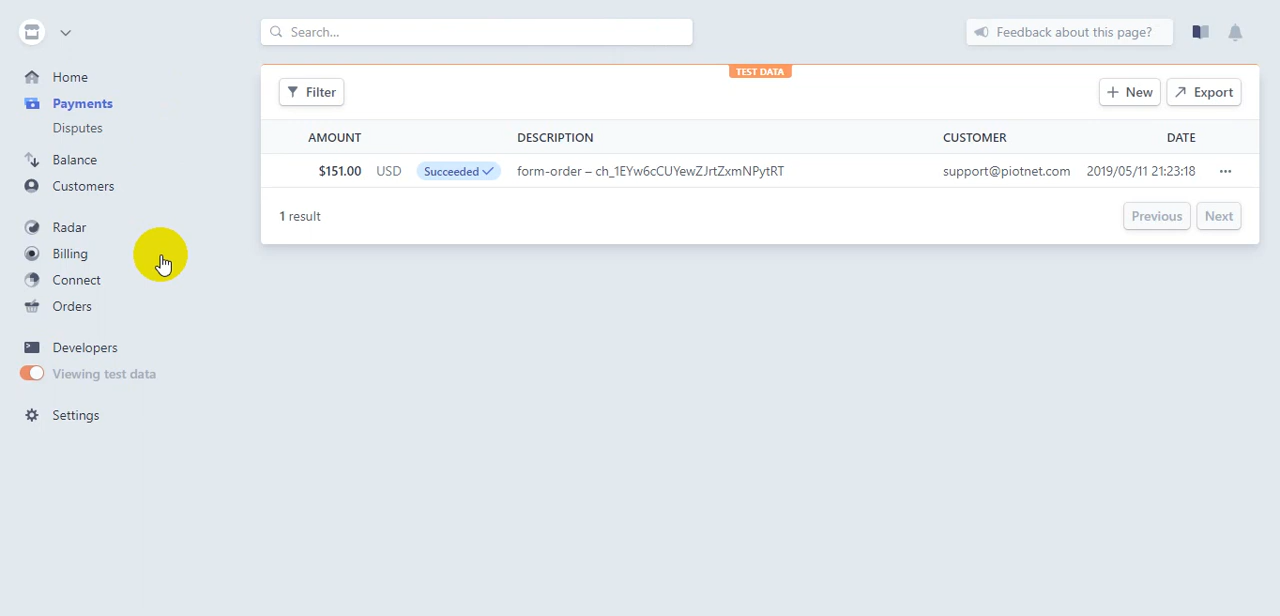 Search...
Feedback about this page?
Home
Payments
Disputes
Balance
Customers
Radar
Billing
Connect
Orders
Developers
Viewing test data
Settings
TEST DATA
Filter
New
Export
AMOUNT DESCRIPTION CUSTOMER DATE
$151.00 USD Succeeded form-order – ch_1EYw6cCUYewZJrtZxmNPytRT support@piotnet.com 2019/05/11 21:23:18
1 result
Previous
Next